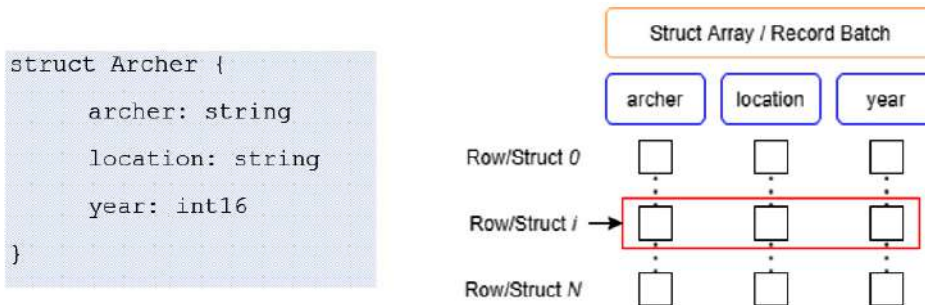 struct Archer {
archer: string
location: string
year: int16
}
Struct Array / Record Batch
archer location year
Row/Struct 0
Row/Struct i
Row/Struct N